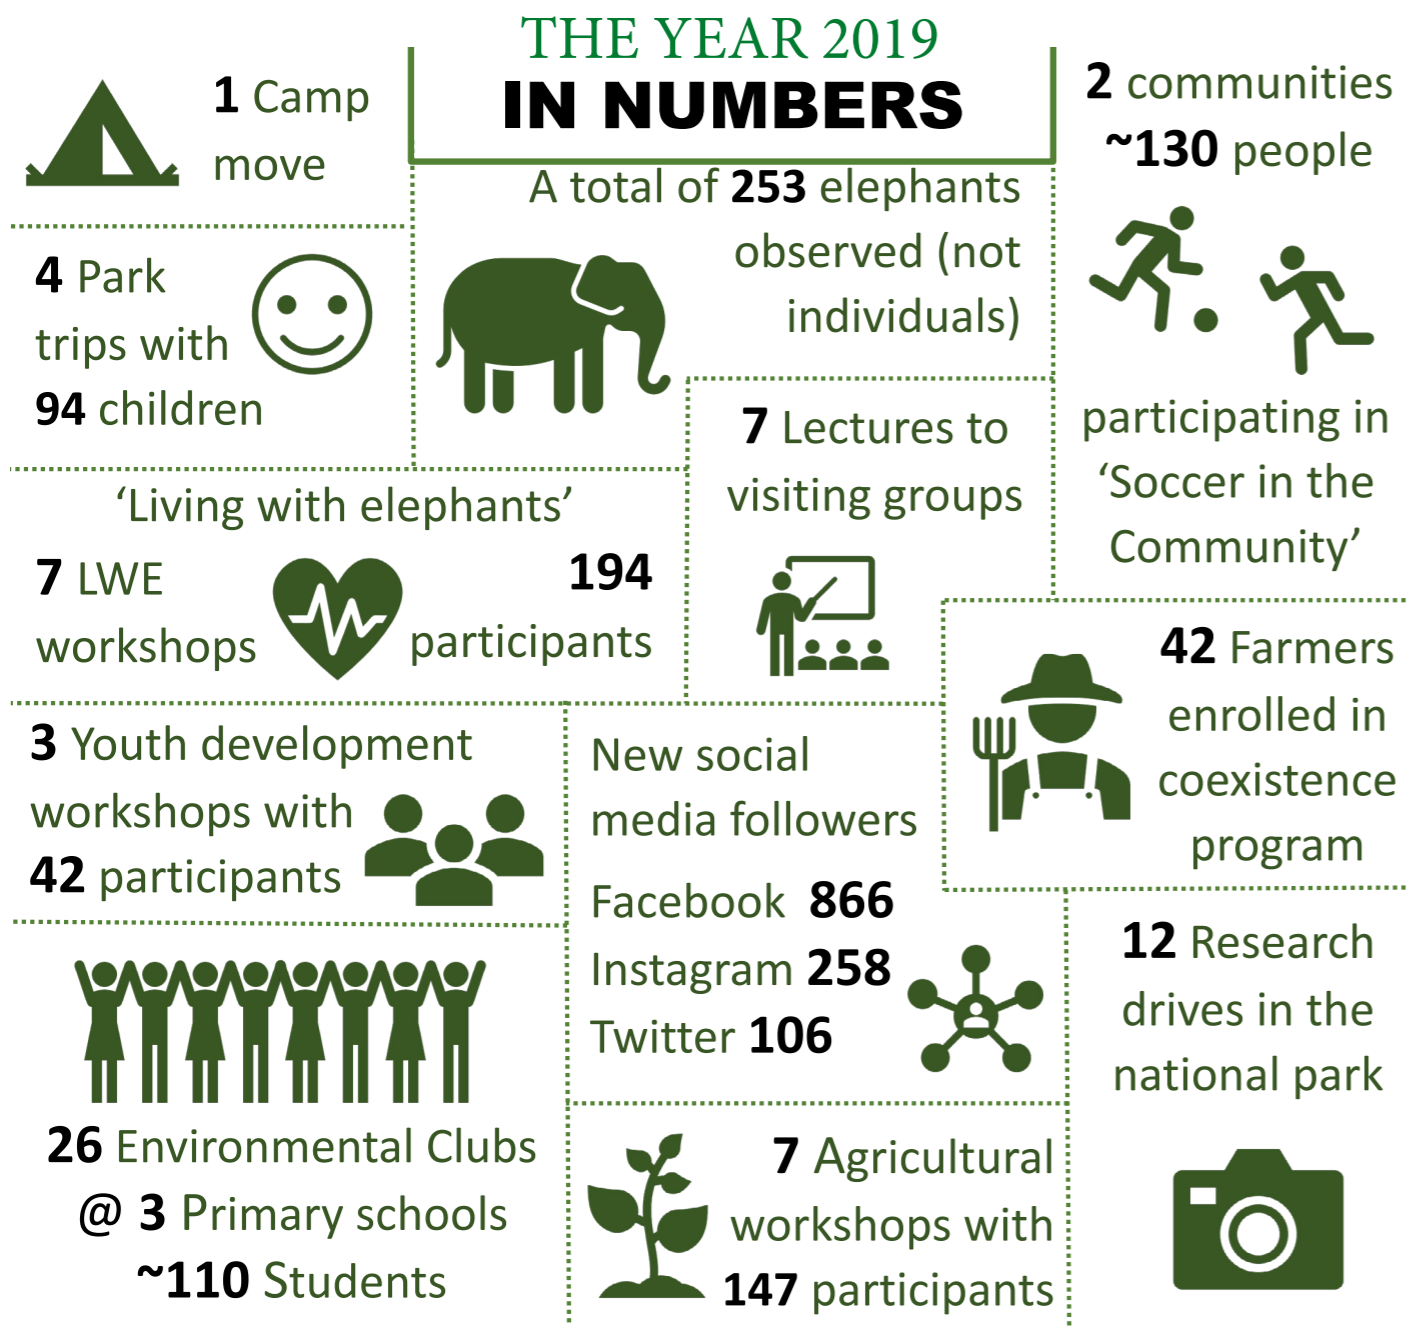 THE YEAR 2019
IN NUMBERS
1 Camp
move
A total of 253 elephants
observed (not
individuals)
2 communities
~130 people
participating in
‘Soccer in the
Community’
4 Park
trips with
94 children
7 Lectures to
visiting groups
‘Living with elephants’
7 LWE
workshops
194
participants
42 Farmers
enrolled in
coexistence
program
3 Youth development
workshops with
42 participants
New social
media followers
Facebook 866
Instagram 258
Twitter 106
12 Research
drives in the
national park
26 Environmental Clubs
@ 3 Primary schools
~110 Students
7 Agricultural
workshops with
147 participants